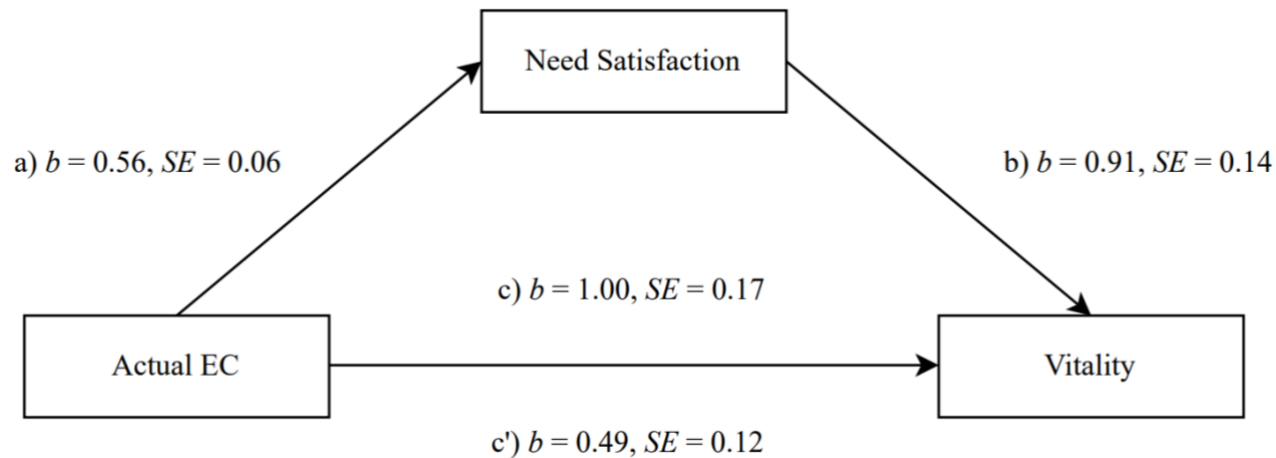 Need Satisfaction
a) b = 0.56, SE = 0.06
b) b = 0.91, SE = 0.14
c) b = 1.00, SE = 0.17
Actual EC
Vitality
c') b = 0.49, SE = 0.12